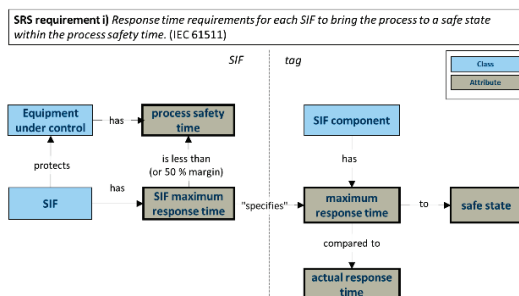 SRS requirement i) Response time requirements for each SIF to bring the process to a safe state
within the process safety time. (IEC 61511)
SIF
tag
Class
Attribute
Equipment
under control
has
process safety
time
SIF component
protects
is less than
(or 50 % margin)
has
SIF
has
SIF maximum
response time
"specifies"
maximum
response time
to
safe state
compared to
actual response
time